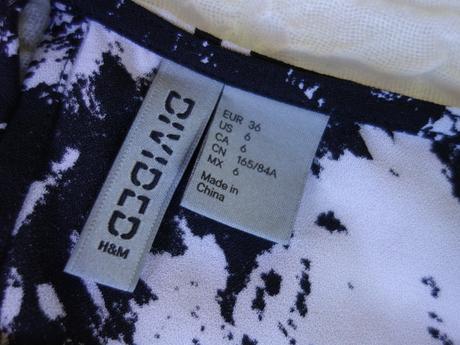 DIVIDED
H&M
EUR 36
US 6
CA 6
CN 165/84A
MX 6
Made in
China